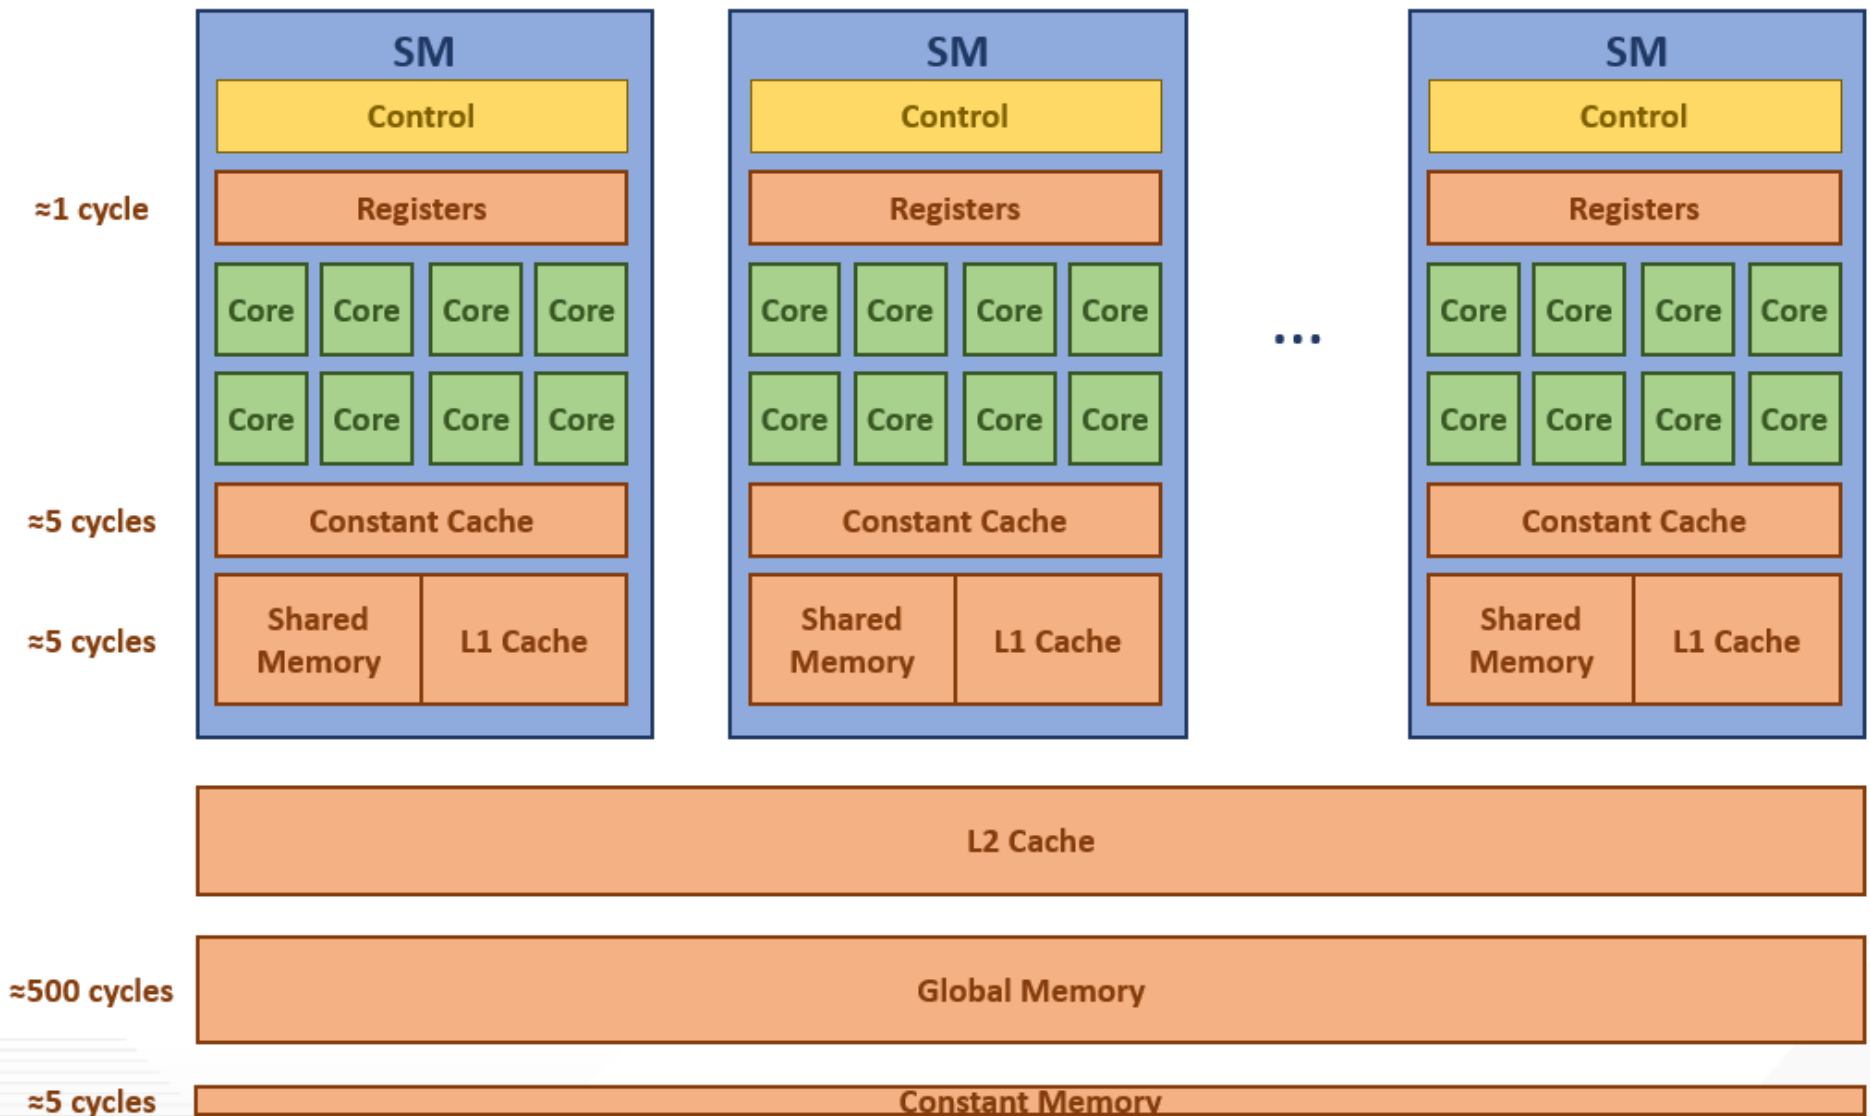 SM
SM
SM
Control
Control
Control
≈1 cycle
Registers
Registers
Registers
Core Core Core Core
Core Core Core Core
Core Core Core Core
...
Core Core Core Core
Core Core Core Core
Core Core Core Core
≈5 cycles
Constant Cache
Constant Cache
Constant Cache
≈5 cycles
Shared
Memory
L1 Cache
Shared
Memory
L1 Cache
Shared
Memory
L1 Cache
L2 Cache
≈500 cycles
Global Memory
≈5 cycles
Constant Memory